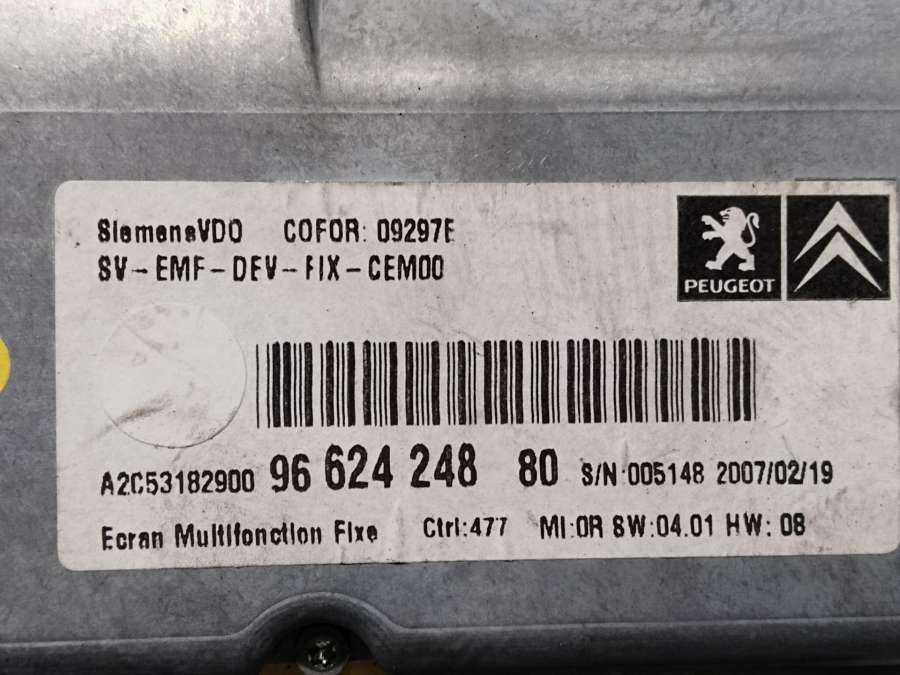 SiemensVDO COFOR: 09297E
SV-EMF-DEV-FIX-CEM00
PEUGEOT
A2C53182900 96 624 248 80 S/N:005148 2007/02/19
Ecran Multifonction Fixe Ctrl:477 MI:0R SW:04.01 HW: 08